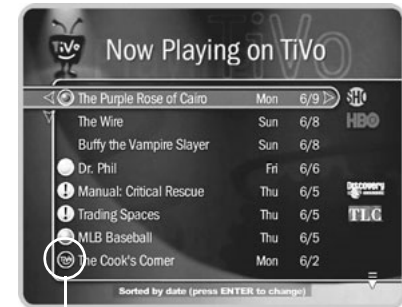 TiVo
Now Playing on TiVo
The Purple Rose of Cairo Mon 6/9 SHO
The Wire Sun 6/8 HBO
Buffy the Vampire Slayer Sun 6/8
Dr. Phil Fri 6/6
! Manual: Critical Rescue Thu 6/5 Discovery
! Trading Spaces Thu 6/5 TLC
MLB Baseball Thu 6/5
TiVo The Cook's Corner Mon 6/2
Sorted by date (press ENTER to change)